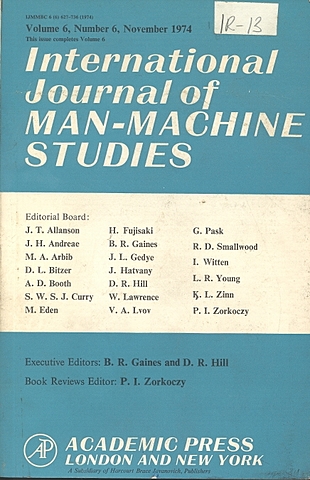 IJMMSBC 6 (6) 637-736 (1974)
Volume 6, Number 6, November 1974
This issue completes Volume 6
IR-13
International
Journal of
MAN-MACHINE
STUDIES
Editorial Board:
J. T. Allanson
J. H. Andreae
M. A. Arbib
D. L. Bitzer
A. D. Booth
S. W. S. J. Curry
M. Eden
H. Fujisaki
B. R. Gaines
J. L. Gedye
J. Hatvany
D. R. Hill
W. Lawrence
V. A. Lvov
G. Pask
R. D. Smallwood
I. Witten
L. R. Young
K. L. Zinn
P. I. Zorkoczy
Executive Editors: B. R. Gaines and D. R. Hill
Book Reviews Editor: P. I. Zorkoczy
AP
ACADEMIC PRESS
LONDON AND NEW YORK
A Subsidiary of Harcourt Brace Jovanovich, Publishers